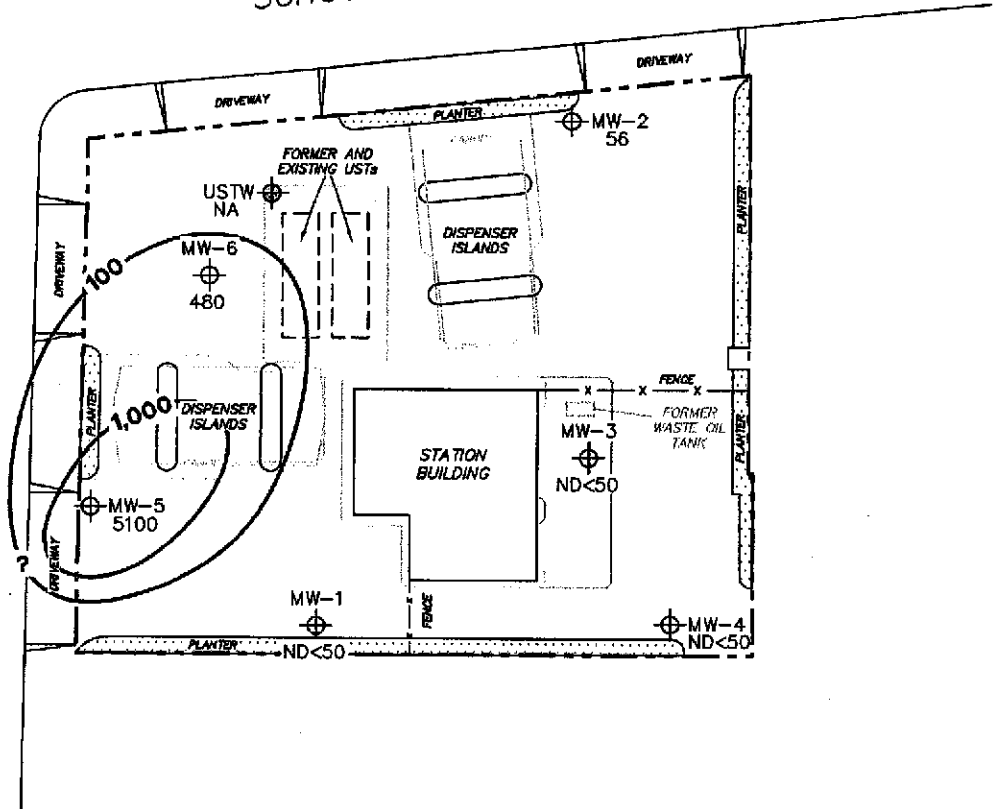 DRIVEWAY
DRIVEWAY
PLANTER
MW-2
56
FORMER AND
EXISTING USTs
USTW
NA
PLANTER
DISPENSER
ISLANDS
DRIVEWAY
MW-6
480
100
PLANTER
1,000
DISPENSER
ISLANDS
FENCE
x x x
FORMER
WASTE OIL
TANK
PLANTER
MW-3
ND<50
STATION
BUILDING
MW-5
5100
?
DRIVEWAY
MW-1
ND<50
FENCE
PLANTER
MW-4
ND<50